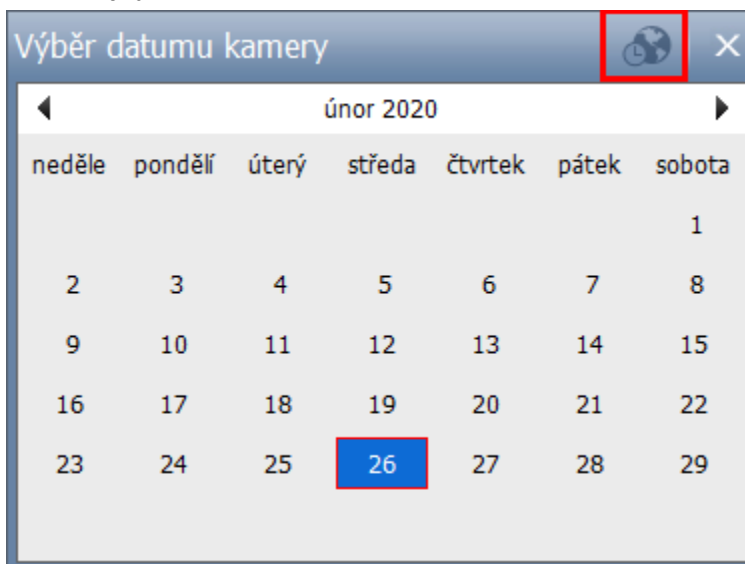 Výběr datumu kamery
únor 2020
neděle pondělí úterý středa čtvrtek pátek sobota
1
2 3 4 5 6 7 8
9 10 11 12 13 14 15
16 17 18 19 20 21 22
23 24 25 26 27 28 29